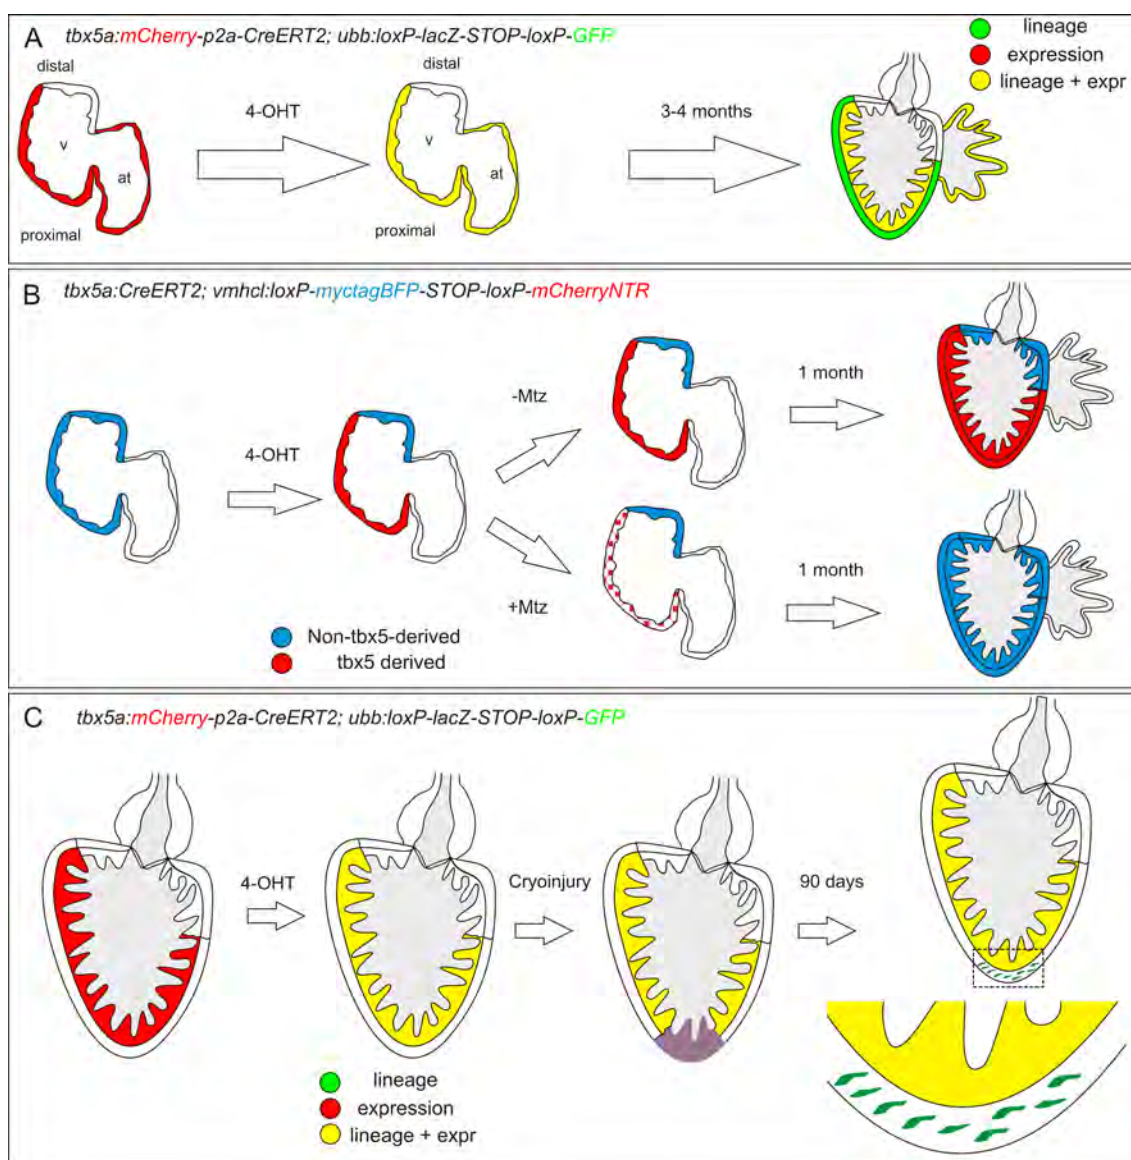 A
tbx5a:mCherry-p2a-CreERT2; ubb:loxP-lacZ-STOP-loxP-GFP
lineage
expression
lineage + expr
distal
distal
4-OHT
3-4 months
v
v
at
at
proximal
proximal
B
tbx5a:CreERT2; vmhcl:loxP-myctagBFP-STOP-loxP-mCherryNTR
-Mtz
1 month
4-OHT
+Mtz
1 month
Non-tbx5-derived
tbx5 derived
C
tbx5a:mCherry-p2a-CreERT2; ubb:loxP-lacZ-STOP-loxP-GFP
4-OHT
Cryoinjury
90 days
lineage
expression
lineage + expr